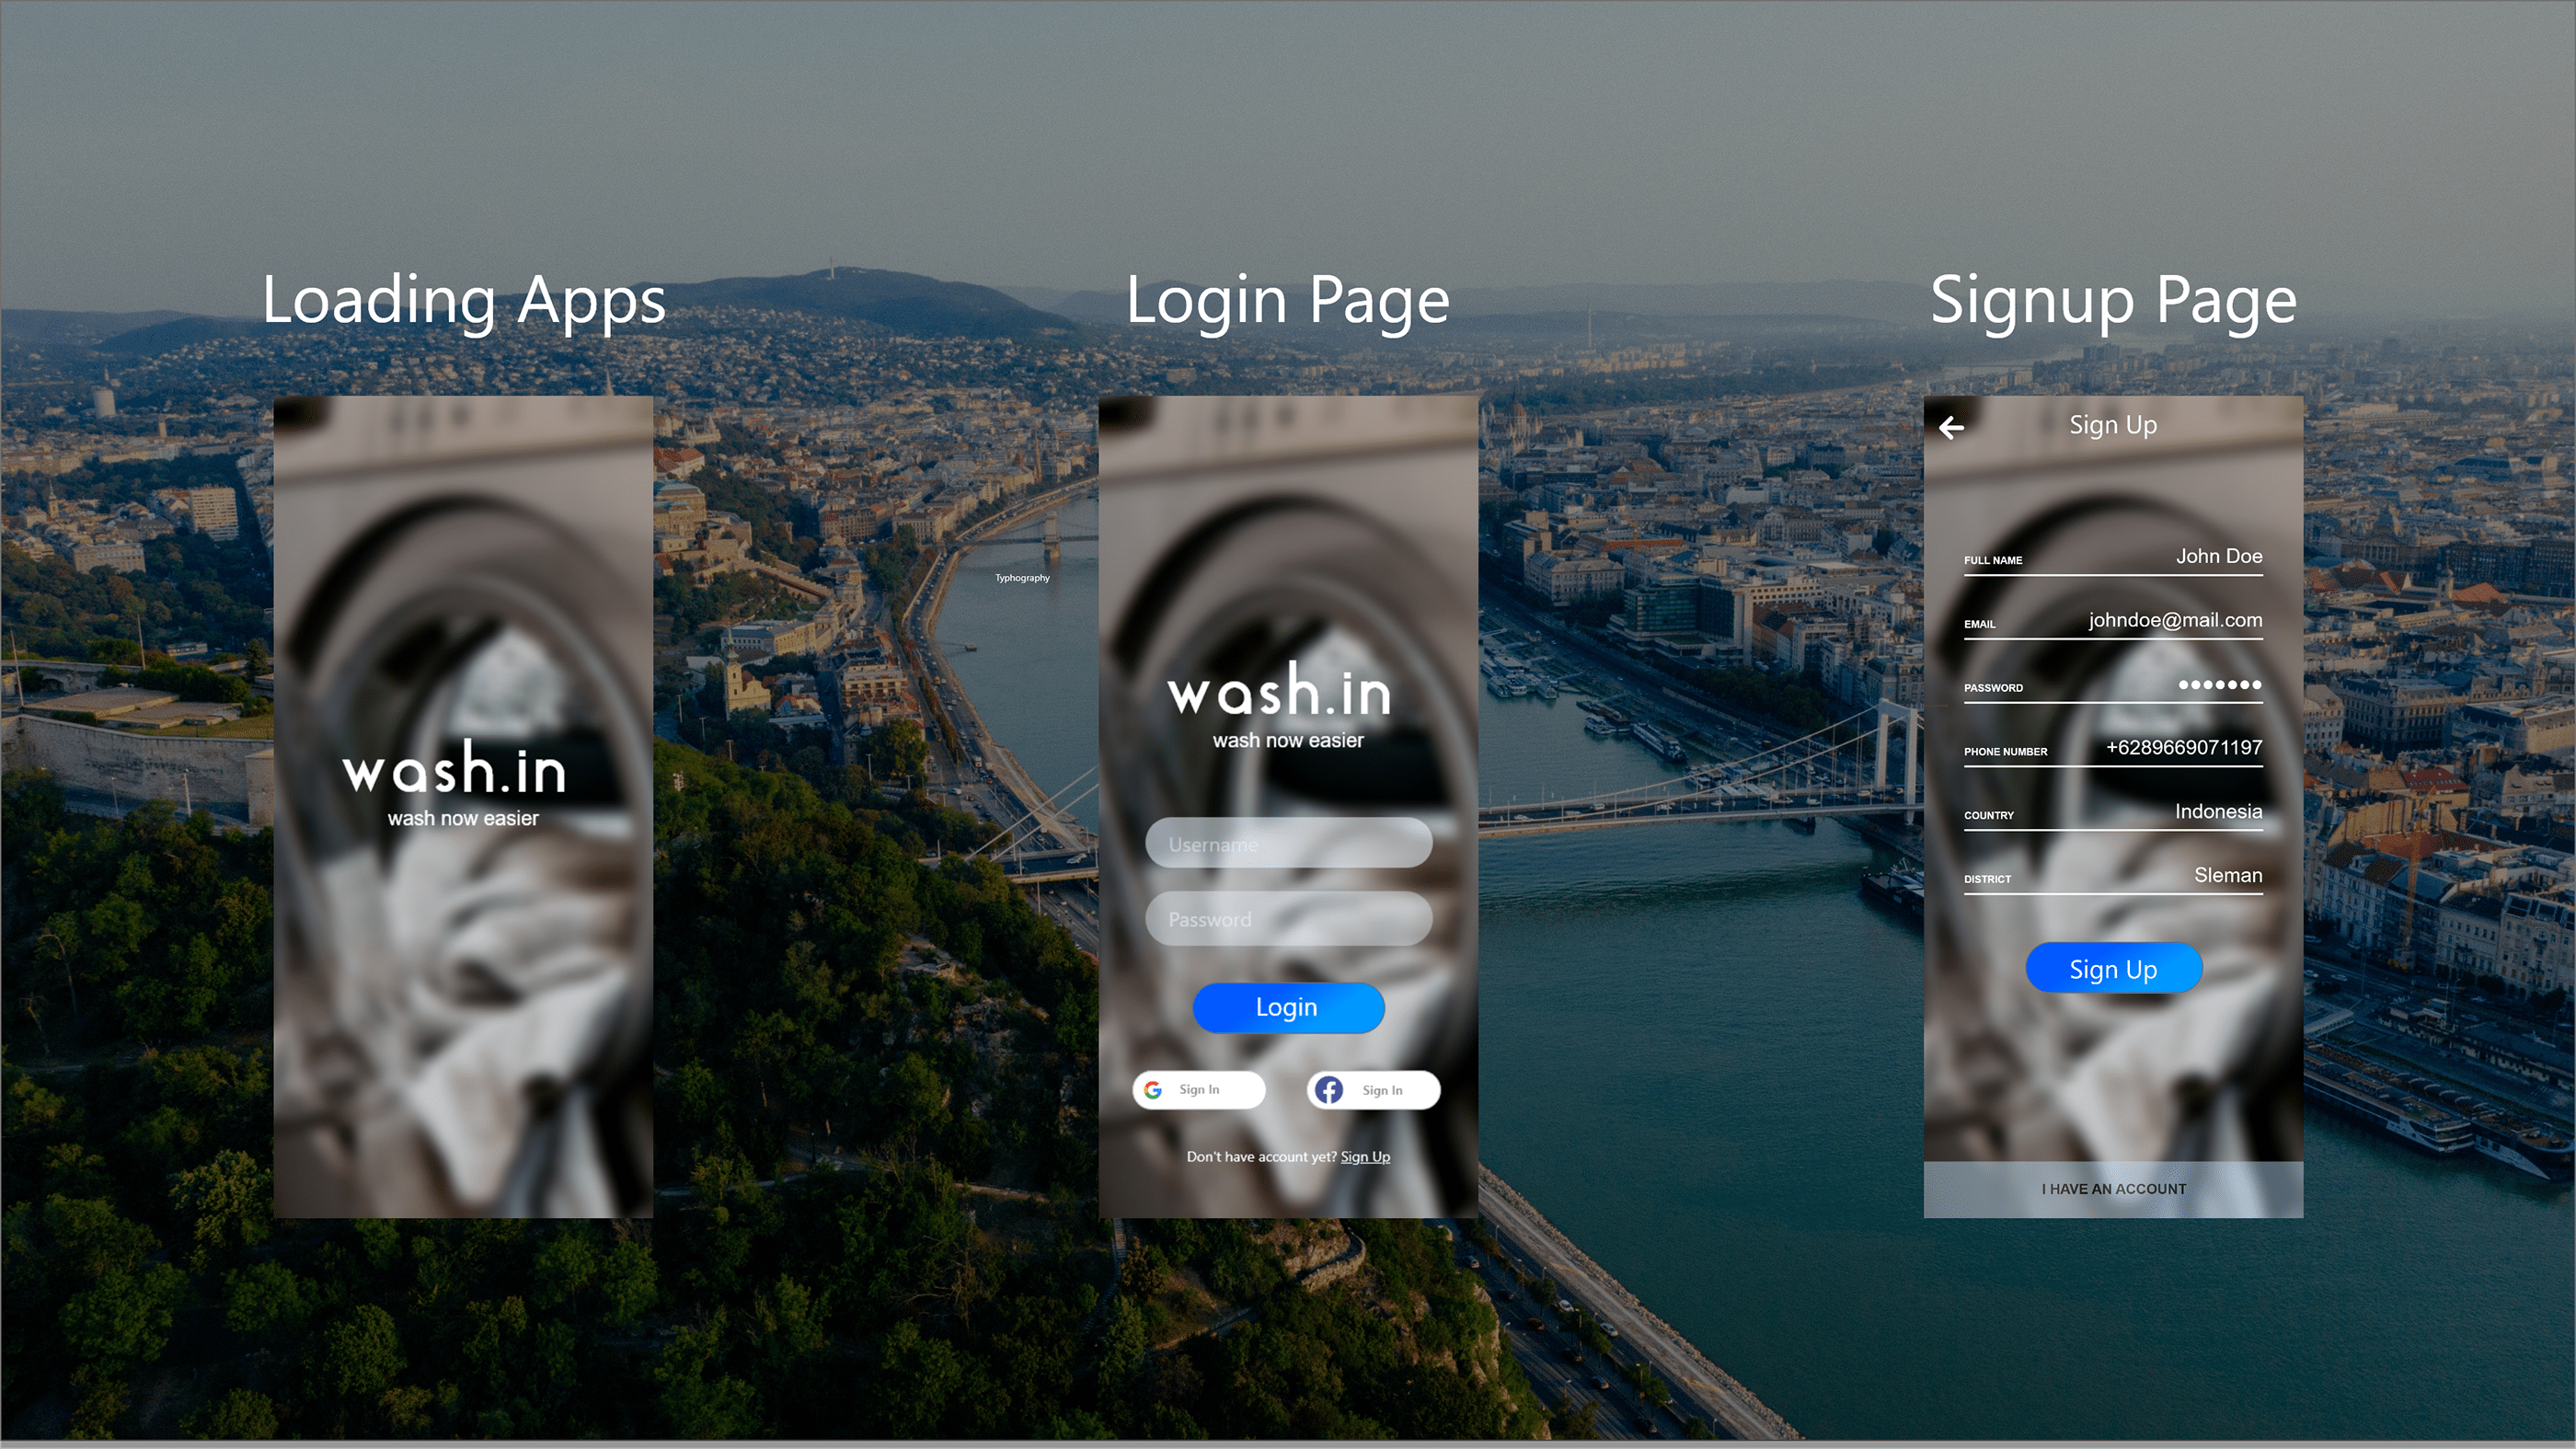 Loading Apps
Login Page
Signup Page
Typhography
wash.in
wash now easier
wash.in
wash now easier
Username
Password
Login
Sign In
Sign In
Don't have account yet? Sign Up
Sign Up
FULL NAME John Doe
EMAIL johndoe@mail.com
PASSWORD ●●●●●●●
PHONE NUMBER +6289669071197
COUNTRY Indonesia
DISTRICT Sleman
Sign Up
I HAVE AN ACCOUNT